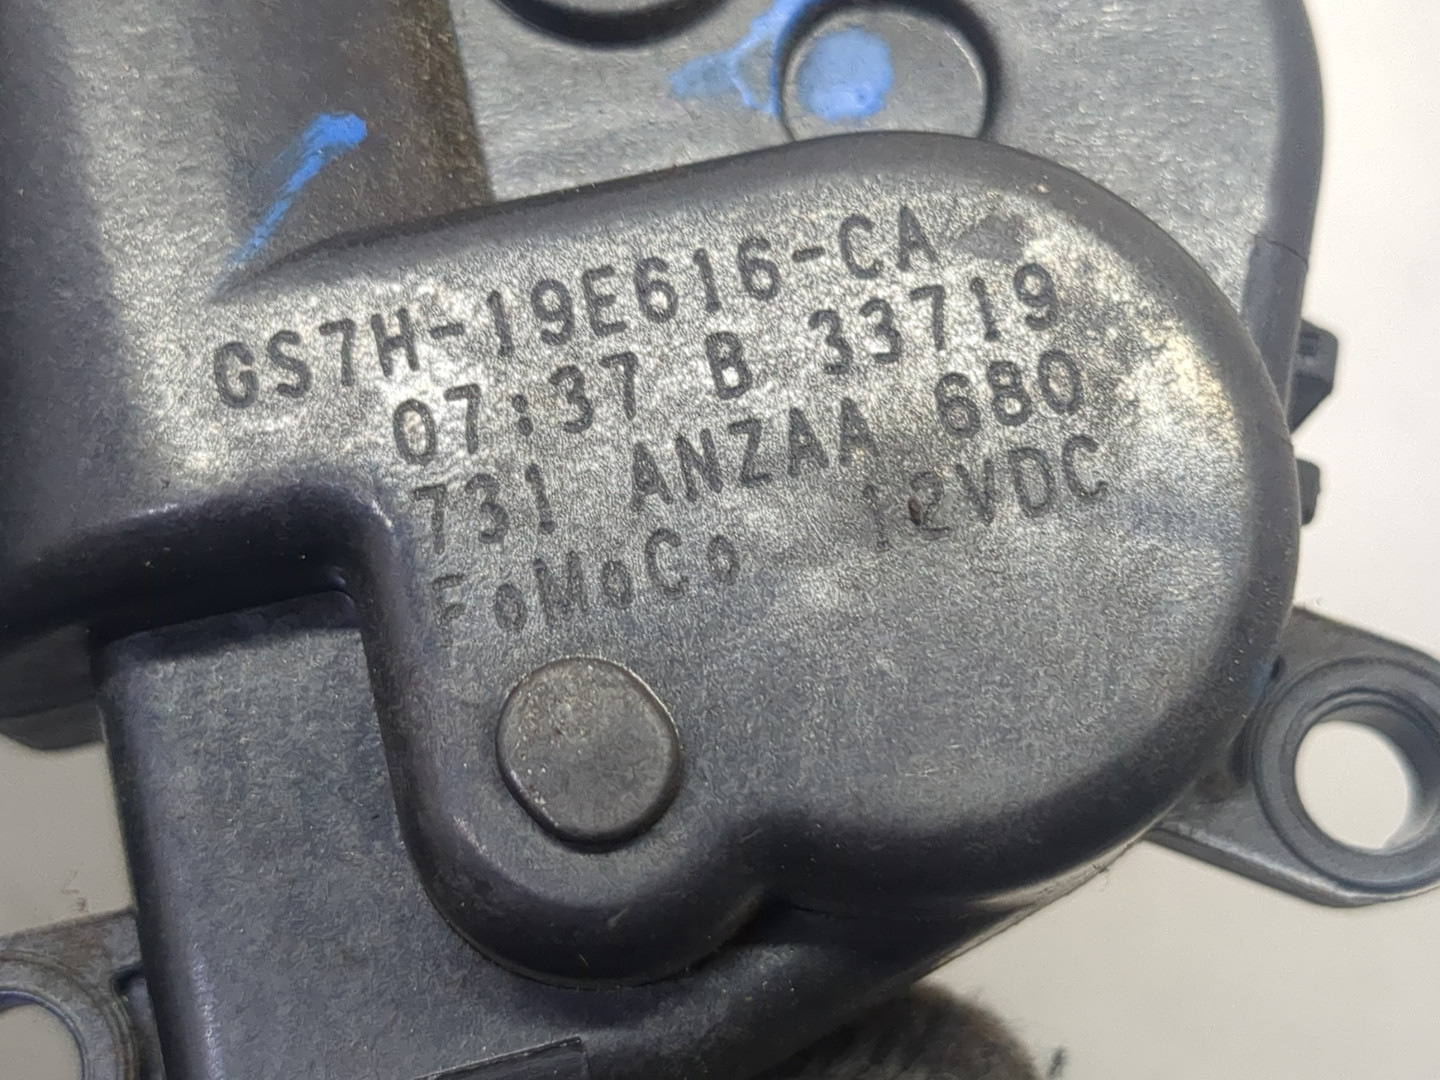 GS7H-19E616-CA
07:37 B 33719
731 ANZAA 680
FoMoCo 12VDC